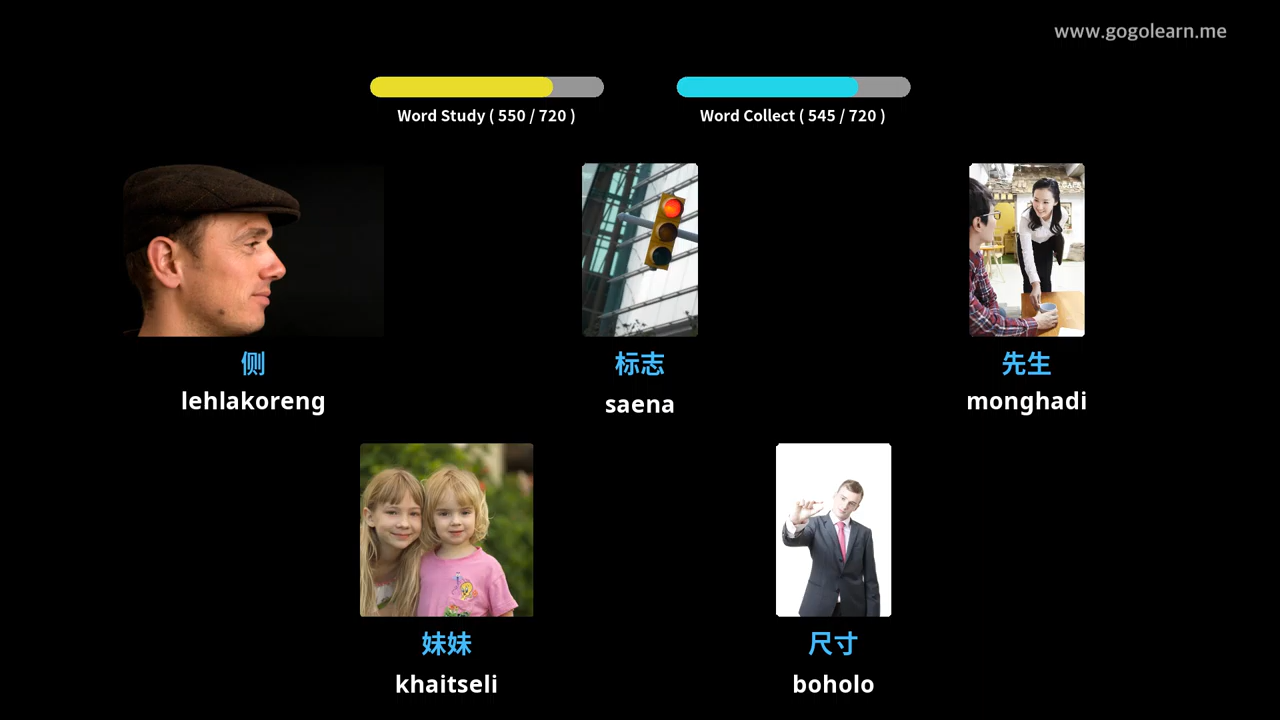 www.gogolearn.me
Word Study ( 550 / 720 )
Word Collect ( 545 / 720 )
侧
lehlakoreng
标志
saena
先生
monghadi
妹妹
khaitseli
尺寸
boholo